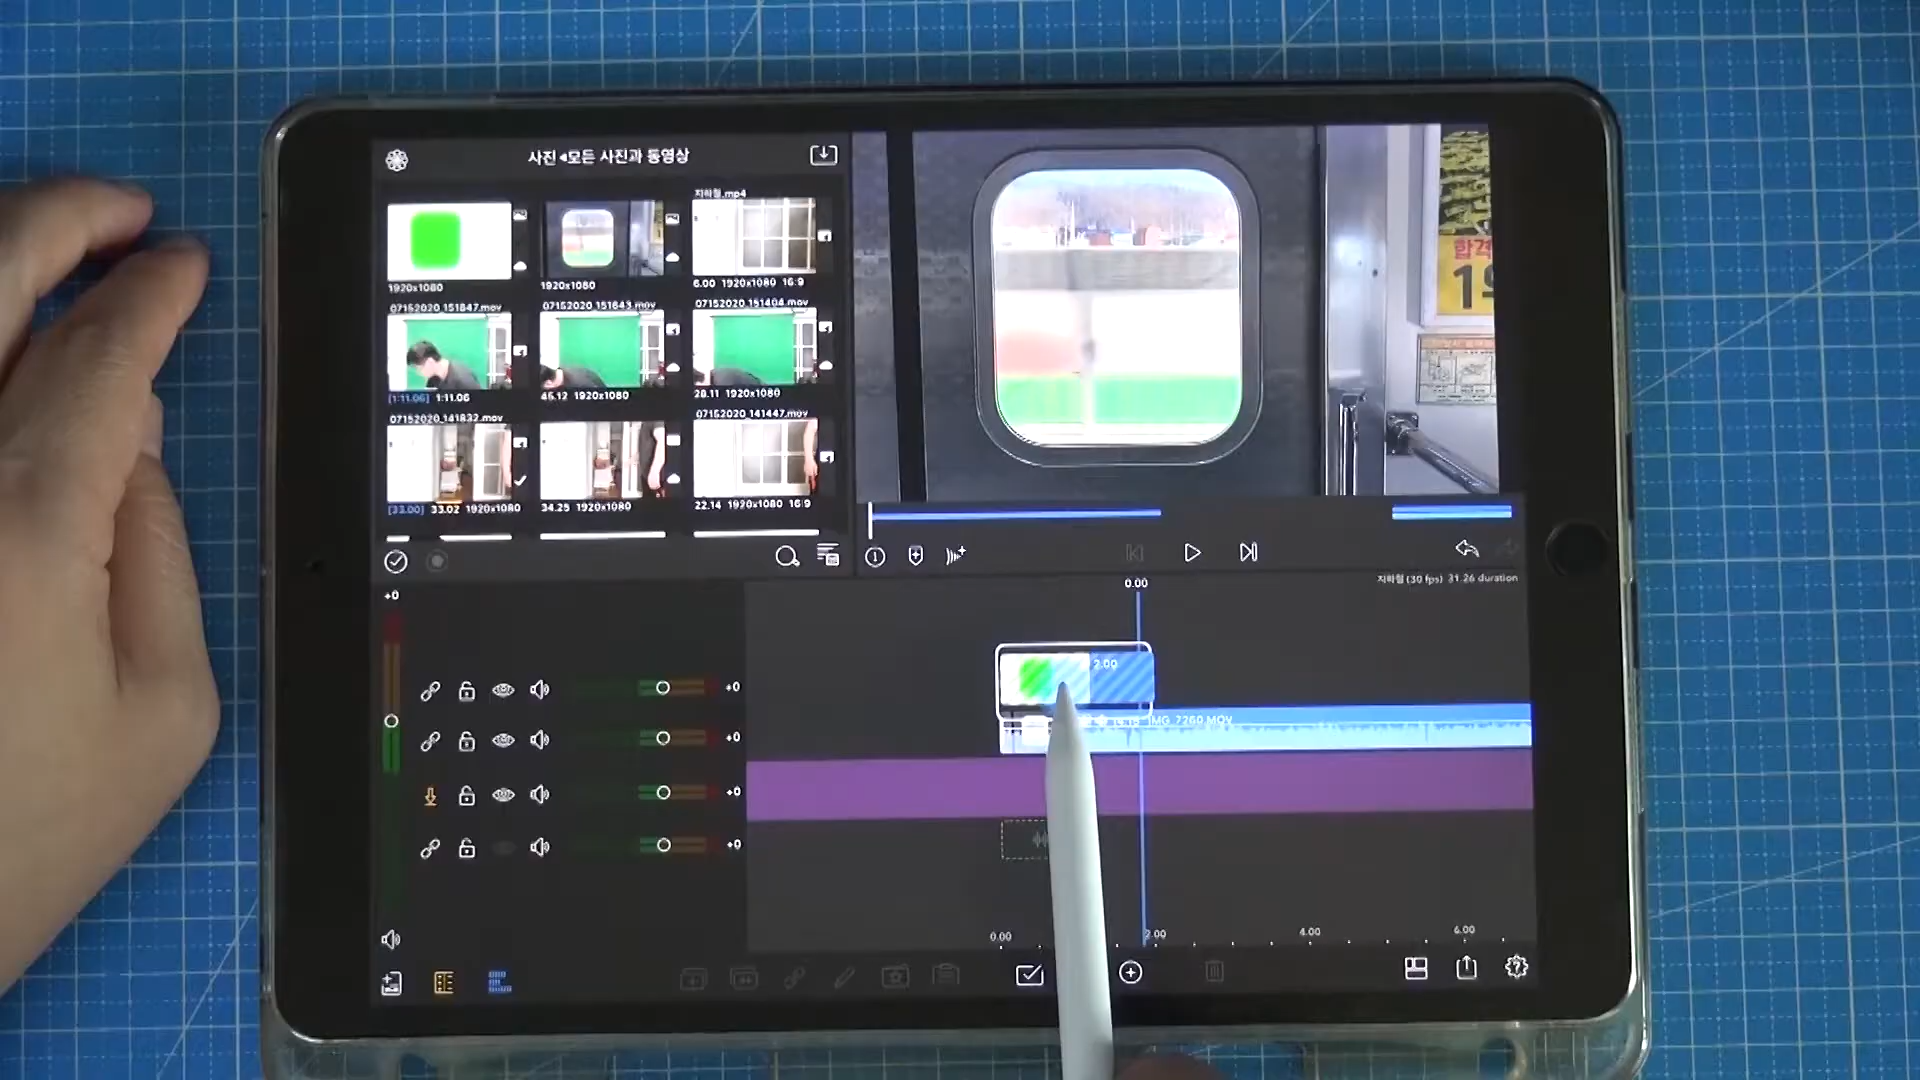 사진 ◂모든 사진과 동영상
지하철.mp4
1920x1080
1920x1080
6.00 1920x1080 16:9
07152020_151847.mov
07152020_151643.mov
07152020_151404.mov
[1:11.06] 1:11.06
45.12 1920x1080
28.11 1920x1080
07152020_141832.mov
07152020_141447.mov
[33.00] 33.02 1920x1080
34.25 1920x1080
22.14 1920x1080 16:9
합격
지하철 (30 fps) 31.26 duration
0.00
+0
2.00
+0
IMG_7260.MOV
+0
+0
+0
0.00
2.00
4.00
6.00